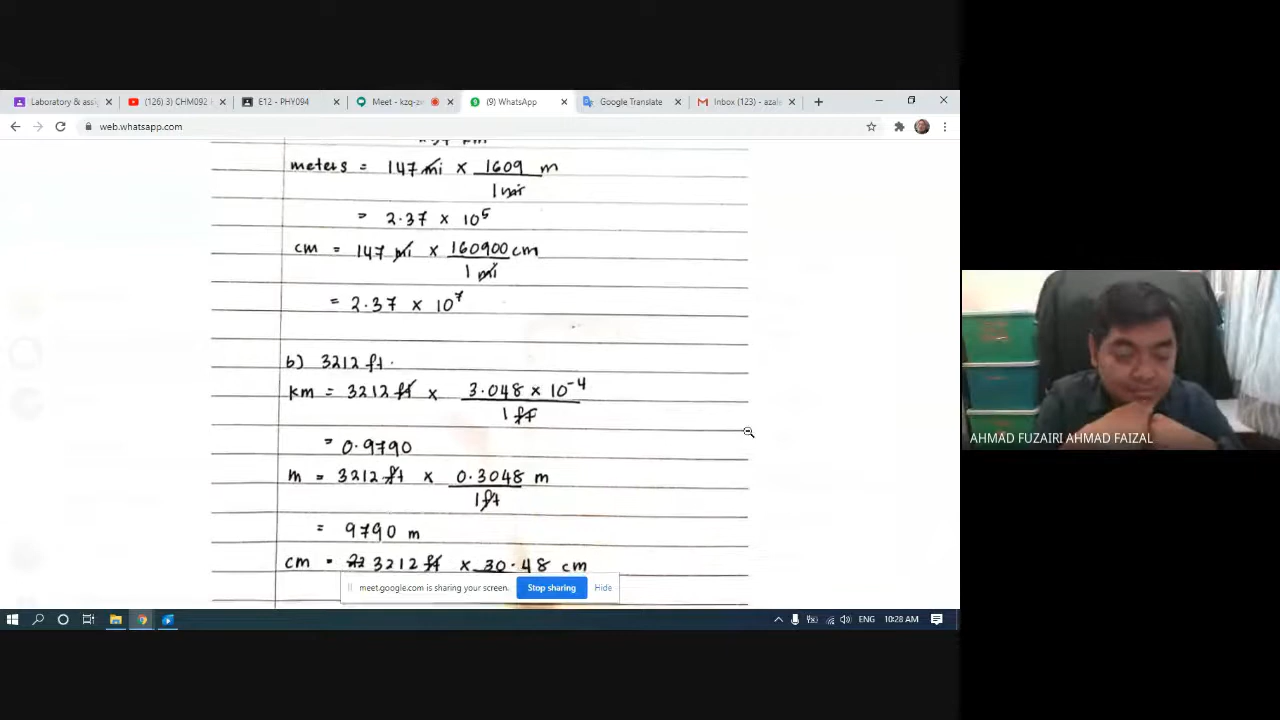 Laboratory & assi
(126) 3) CHM092
E12 - PHY094
Meet - kzq-z
(9) WhatsApp
Google Translate
Inbox (123) - azale
web.whatsapp.com
meters = 147 mi × 1609 m
1 mi
= 2.37 × 10⁵
cm = 147 mi × 160900 cm
1 mi
= 2.37 × 10⁷
b) 3212 ft.
km = 3212 ft × 3.048 × 10⁻⁴
1 ft
= 0.9790
m = 3212 ft × 0.3048 m
1 ft
= 9790 m
cm = 3212 ft × 30.48 cm
meet.google.com is sharing your screen.
Stop sharing
Hide
ENG
10:28 AM
AHMAD FUZAIRI AHMAD FAIZAL